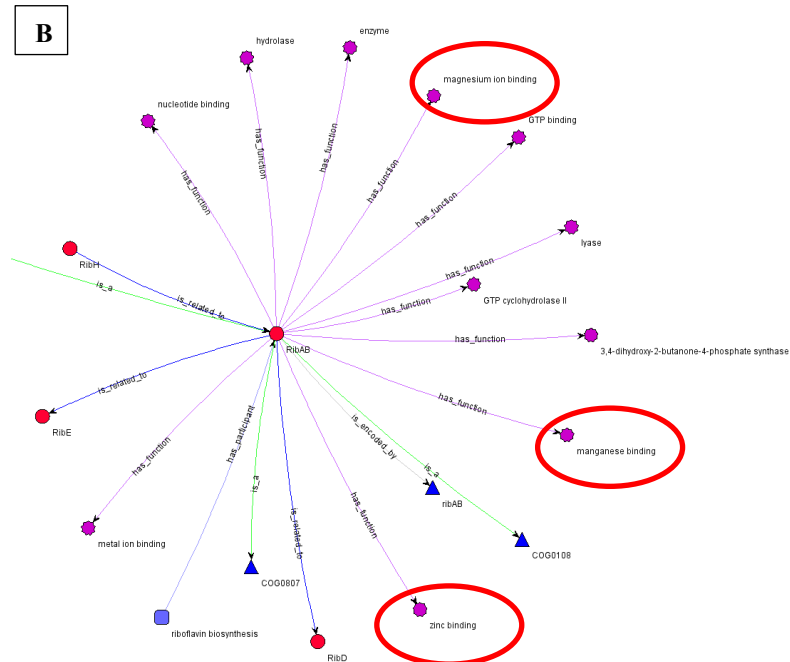 B
enzyme
hydrolase
magnesium ion binding
nucleotide binding
GTP binding
has_function
has_function
has_function
has_function
has_function
has_function
lyase
RibH
has_function
is_a
is_related_to
has_function
GTP cyclohydrolase II
has_function
RibAB
3,4-dihydroxy-2-butanone-4-phosphate synthase
is_related_to
has_function
RibE
has_participant
is_encoded_by
manganese binding
has_function
is_a
is_a
has_function
ribAB
is_related_to
metal ion binding
COG0108
COG0807
riboflavin biosynthesis
zinc binding
RibD